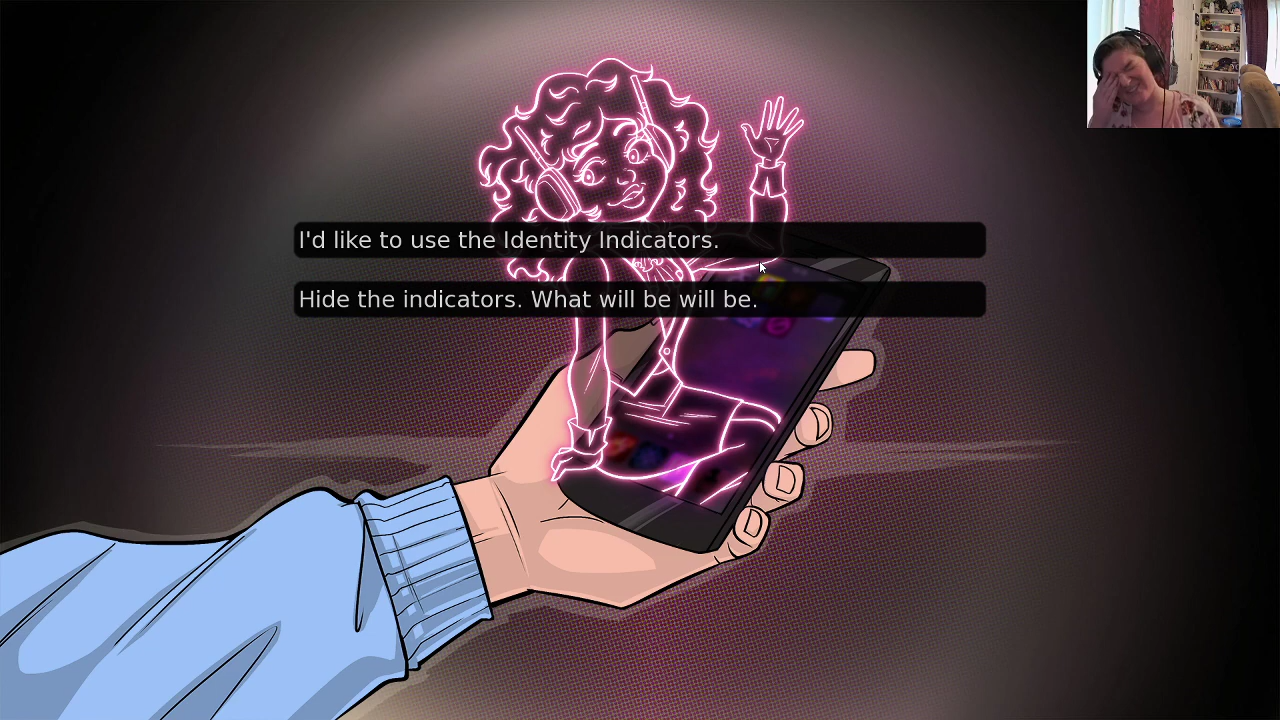 I'd like to use the Identity Indicators.
Hide the indicators. What will be will be.